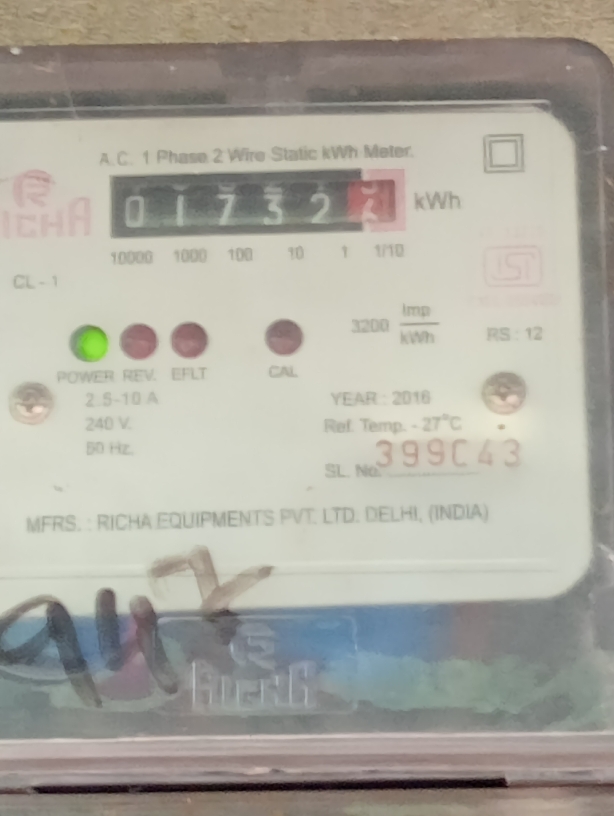 A.C. 1 Phase 2 Wire Static kWh Meter.
RICHA
0 1 7 3 2 kWh
10000 1000 100 10 1 1/10
CL - 1
3200 Imp/kWh
RS : 12
POWER REV. EFLT CAL
2.5-10 A
240 V.
50 Hz.
YEAR : 2016
Ref. Temp. - 27°C
SL. No. 399C43
MFRS. : RICHA EQUIPMENTS PVT. LTD. DELHI, (INDIA)
947
RICHA